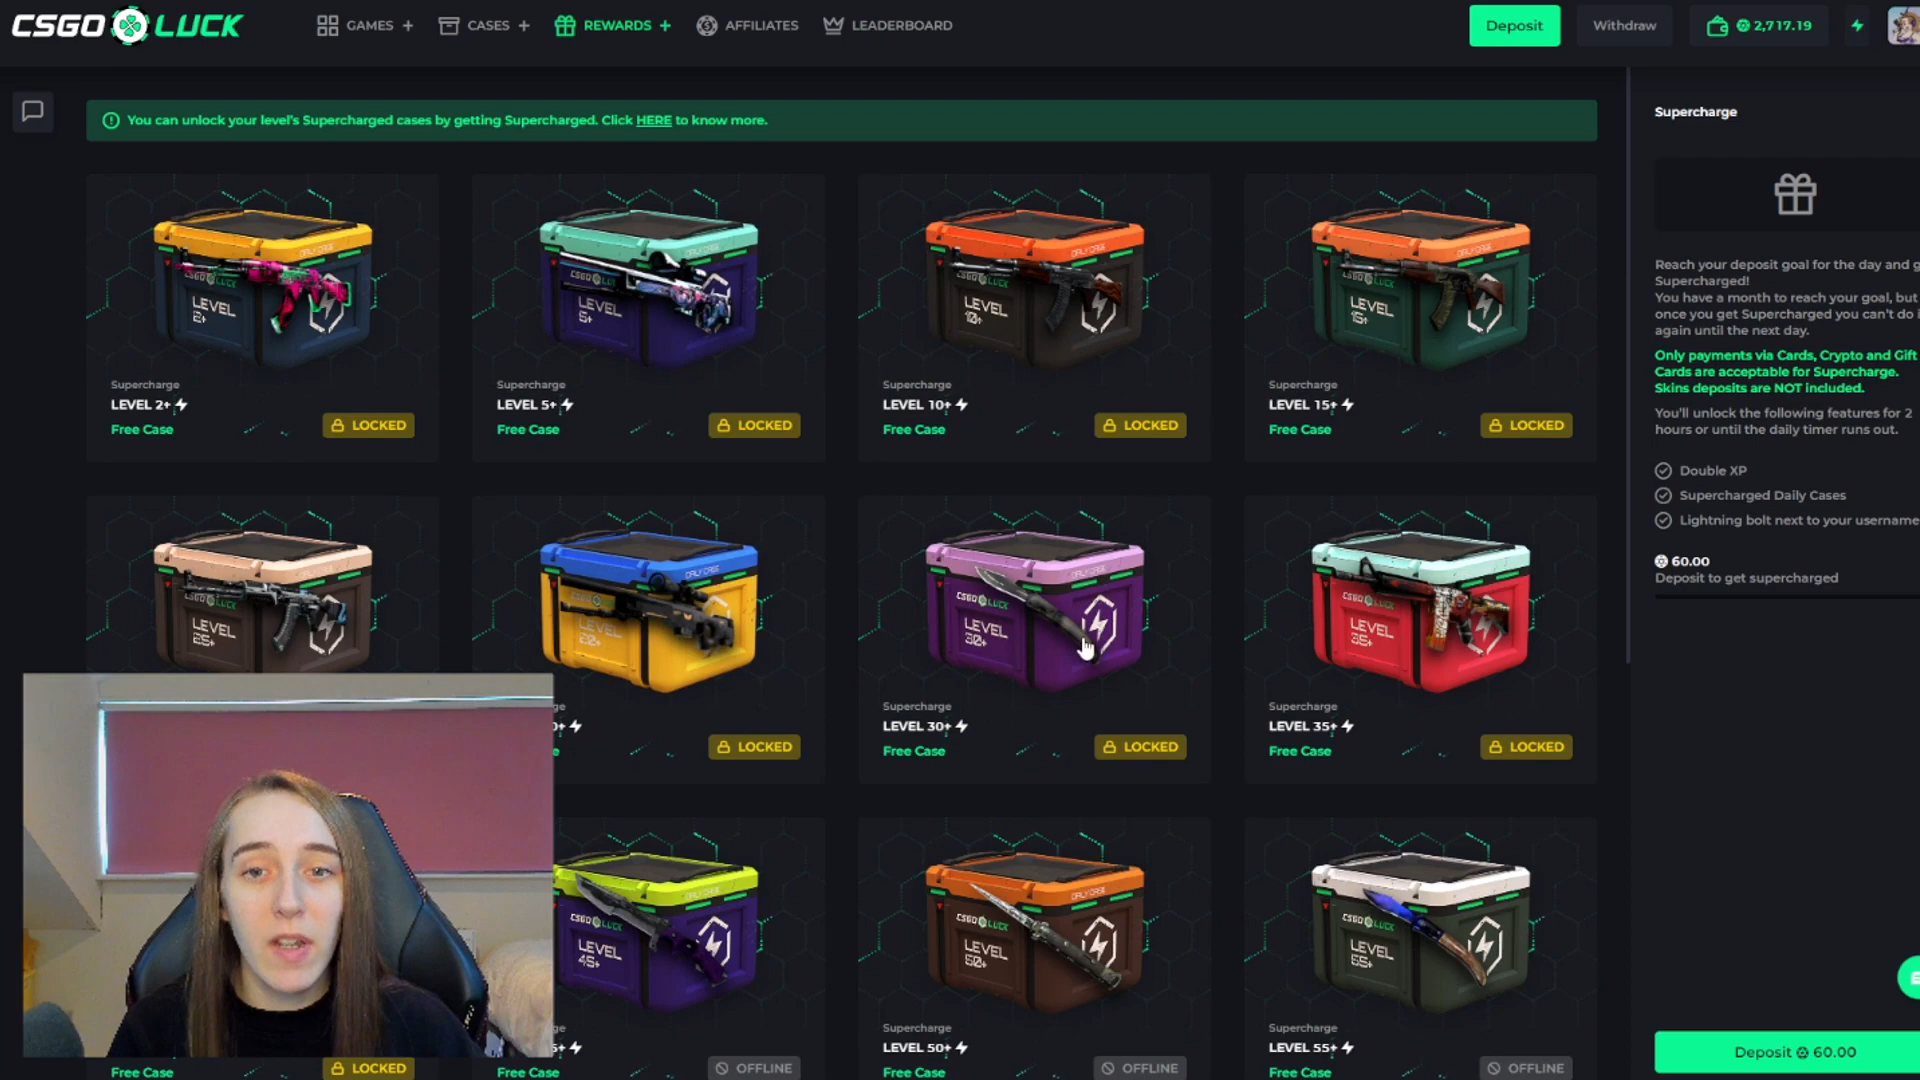 CSGO LUCK
GAMES +
CASES +
REWARDS +
AFFILIATES
LEADERBOARD
Deposit
Withdraw
2,717.19
You can unlock your level's Supercharged cases by getting Supercharged. Click HERE to know more.
Supercharge
LEVEL 2+
Free Case
LOCKED
Supercharge
LEVEL 5+
Free Case
LOCKED
Supercharge
LEVEL 10+
Free Case
LOCKED
Supercharge
LEVEL 15+
Free Case
LOCKED
LOCKED
Supercharge
LEVEL 30+
Free Case
LOCKED
Supercharge
LEVEL 35+
Free Case
LOCKED
Free Case
LOCKED
Free Case
OFFLINE
Supercharge
LEVEL 50+
Free Case
OFFLINE
Supercharge
LEVEL 55+
Free Case
OFFLINE
Supercharge
Reach your deposit goal for the day and g
Supercharged!
You have a month to reach your goal, but
once you get Supercharged you can't do i
again until the next day.
Only payments via Cards, Crypto and Gift
Cards are acceptable for Supercharge.
Skins deposits are NOT included.
You'll unlock the following features for 2
hours or until the daily timer runs out.
Double XP
Supercharged Daily Cases
Lightning bolt next to your username
60.00
Deposit to get supercharged
Deposit 60.00